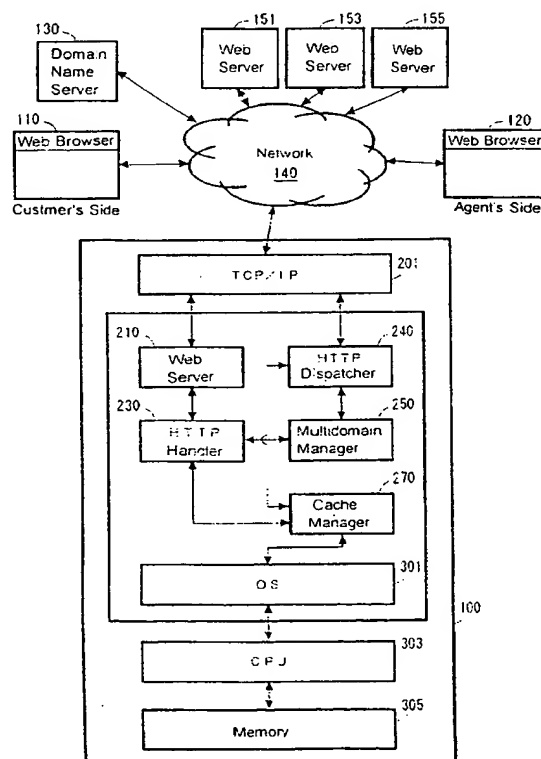 130
Domain
Name
Server
151
Web
Server
153
Web
Server
155
Web
Server
110
Web Browser
Custmer's Side
Network
140
120
Web Browser
Agent's Side
TCP/IP
201
210
Web
Server
240
HTTP
Dispatcher
230
HTTP
Handler
250
Multidomain
Manager
270
Cache
Manager
OS
301
100
CPU
303
Memory
305